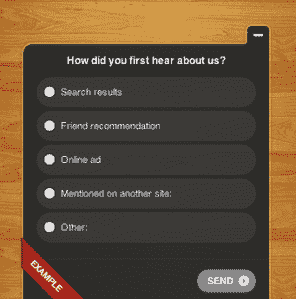 How did you first hear about us?
Search results
Friend recommendation
Online ad
Mentioned on another site:
Other:
EXAMPLE
SEND